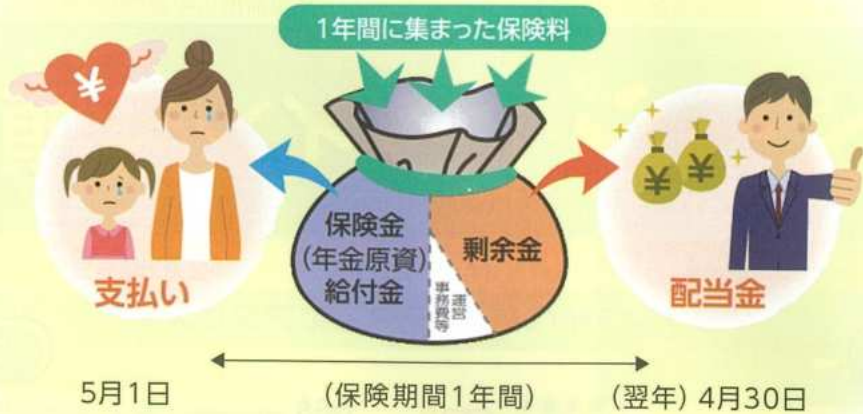 1年間に集まった保険料
¥
保険金
(年金原資)
給付金
運営
事務費等
剰余金
¥ ¥
支払い
配当金
5月1日
(保険期間1年間)
(翌年) 4月30日